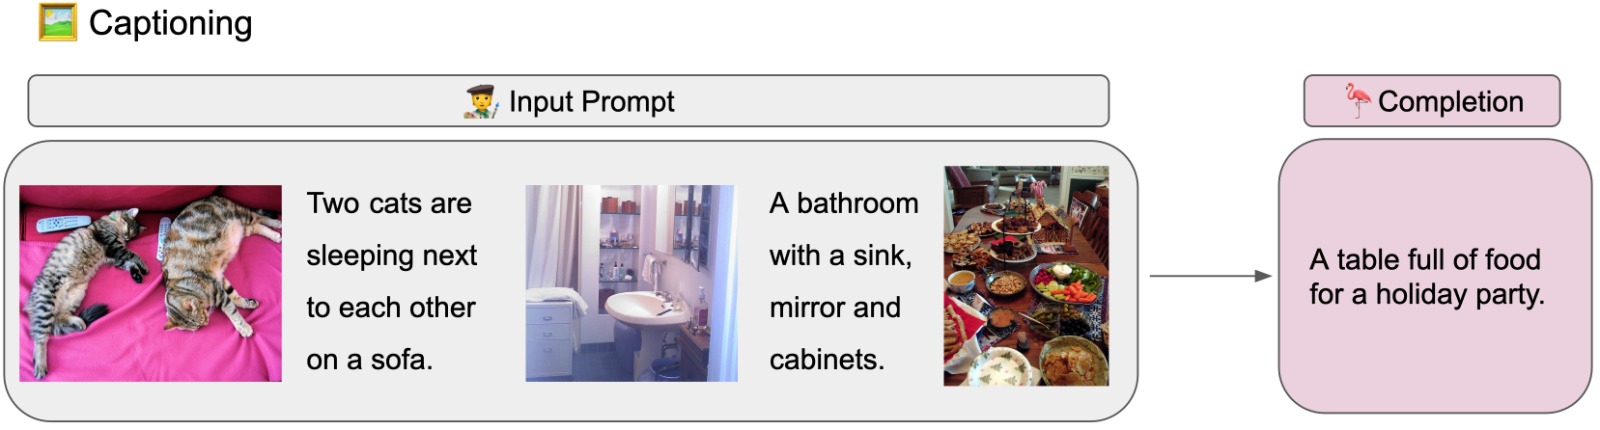 Captioning
Input Prompt
Completion
Two cats are
sleeping next
to each other
on a sofa.
A bathroom
with a sink,
mirror and
cabinets.
A table full of food
for a holiday party.